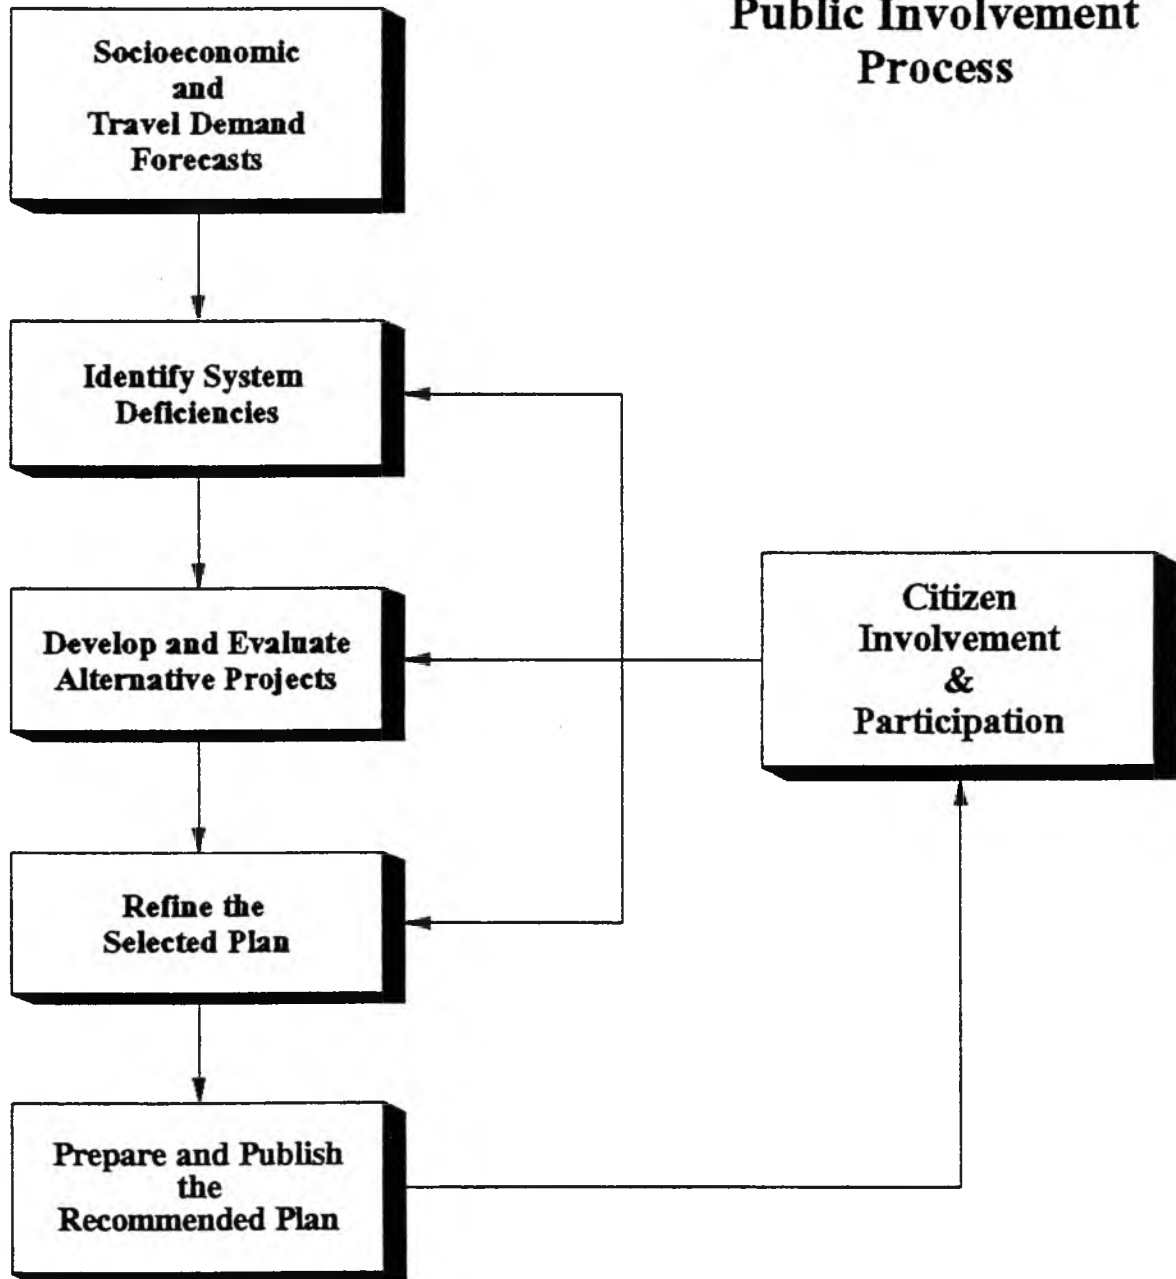 Public Involvement
Process
Socioeconomic
and
Travel Demand
Forecasts
Identify System
Deficiencies
Develop and Evaluate
Alternative Projects
Citizen
Involvement
&
Participation
Refine the
Selected Plan
Prepare and Publish
the
Recommended Plan